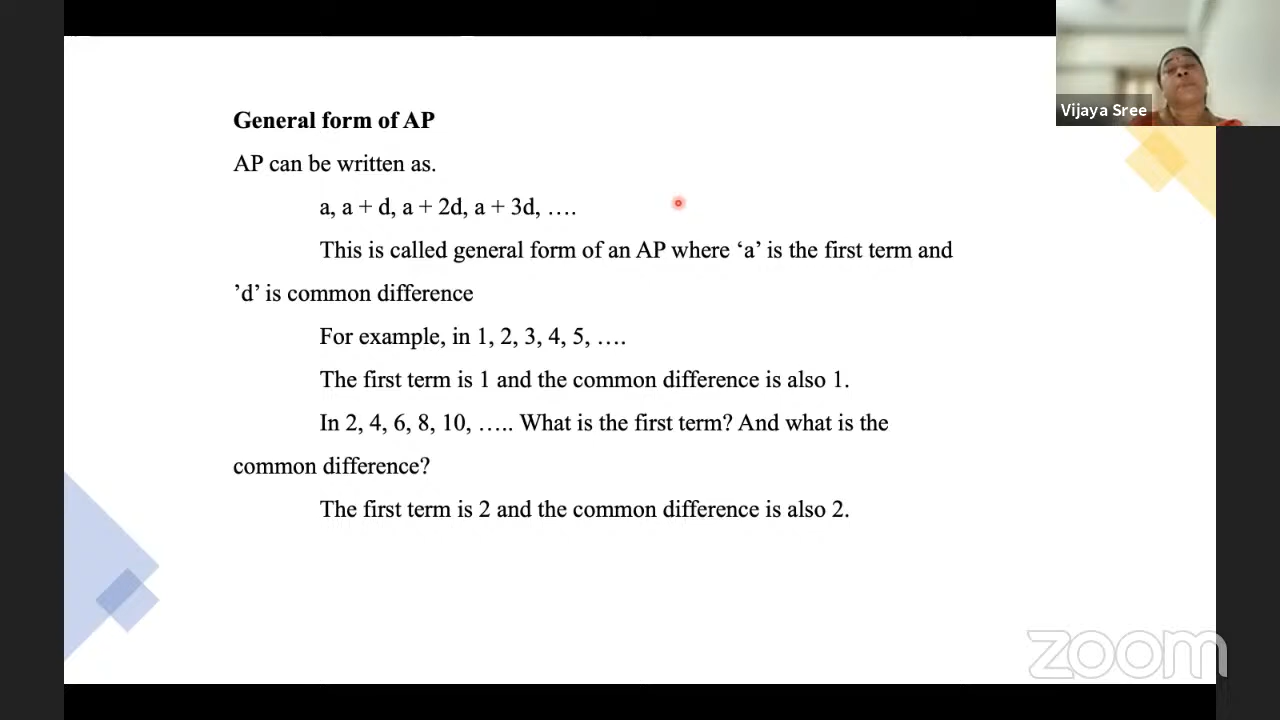 Vijaya Sree
General form of AP
AP can be written as.
a, a + d, a + 2d, a + 3d, ….
This is called general form of an AP where ‘a’ is the first term and
’d’ is common difference
For example, in 1, 2, 3, 4, 5, ….
The first term is 1 and the common difference is also 1.
In 2, 4, 6, 8, 10, ….. What is the first term? And what is the
common difference?
The first term is 2 and the common difference is also 2.
zoom